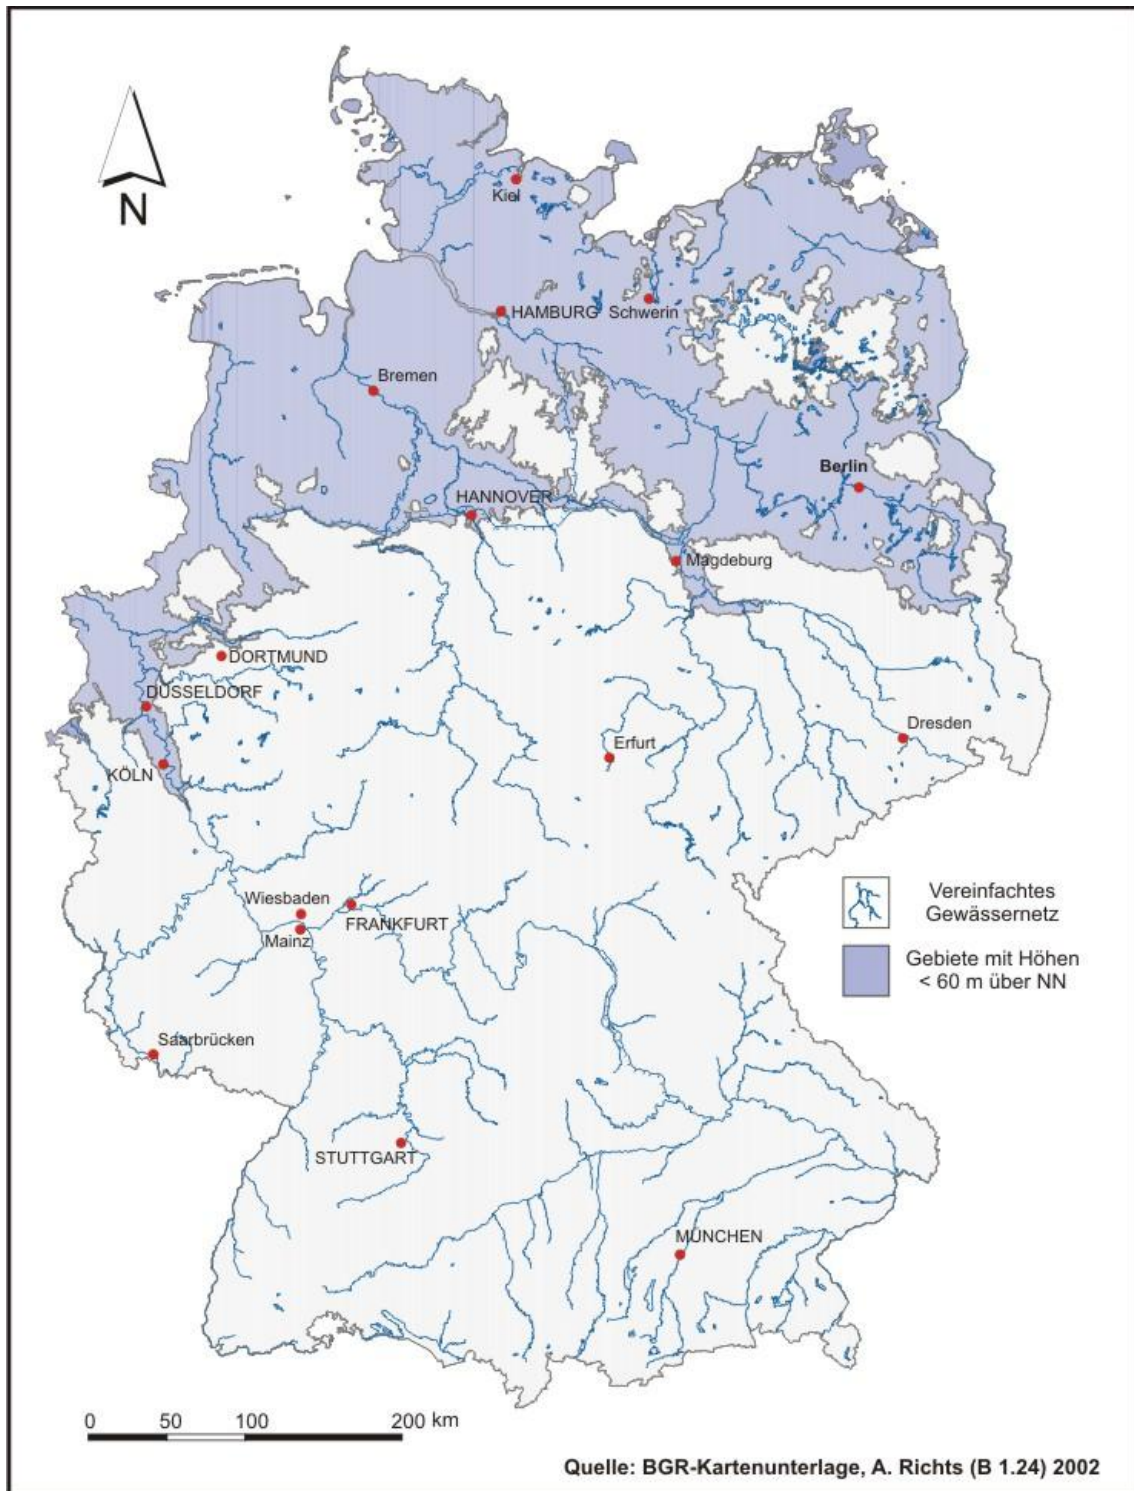 N
Kiel
HAMBURG
Schwerin
Bremen
Berlin
HANNOVER
Magdeburg
DORTMUND
DÜSSELDORF
Dresden
Erfurt
KÖLN
Wiesbaden
FRANKFURT
Mainz
Vereinfachtes
Gewässernetz
Gebiete mit Höhen
< 60 m über NN
Saarbrücken
STUTTGART
MÜNCHEN
0 50 100 200 km
Quelle: BGR-Kartenunterlage, A. Richts (B 1.24) 2002